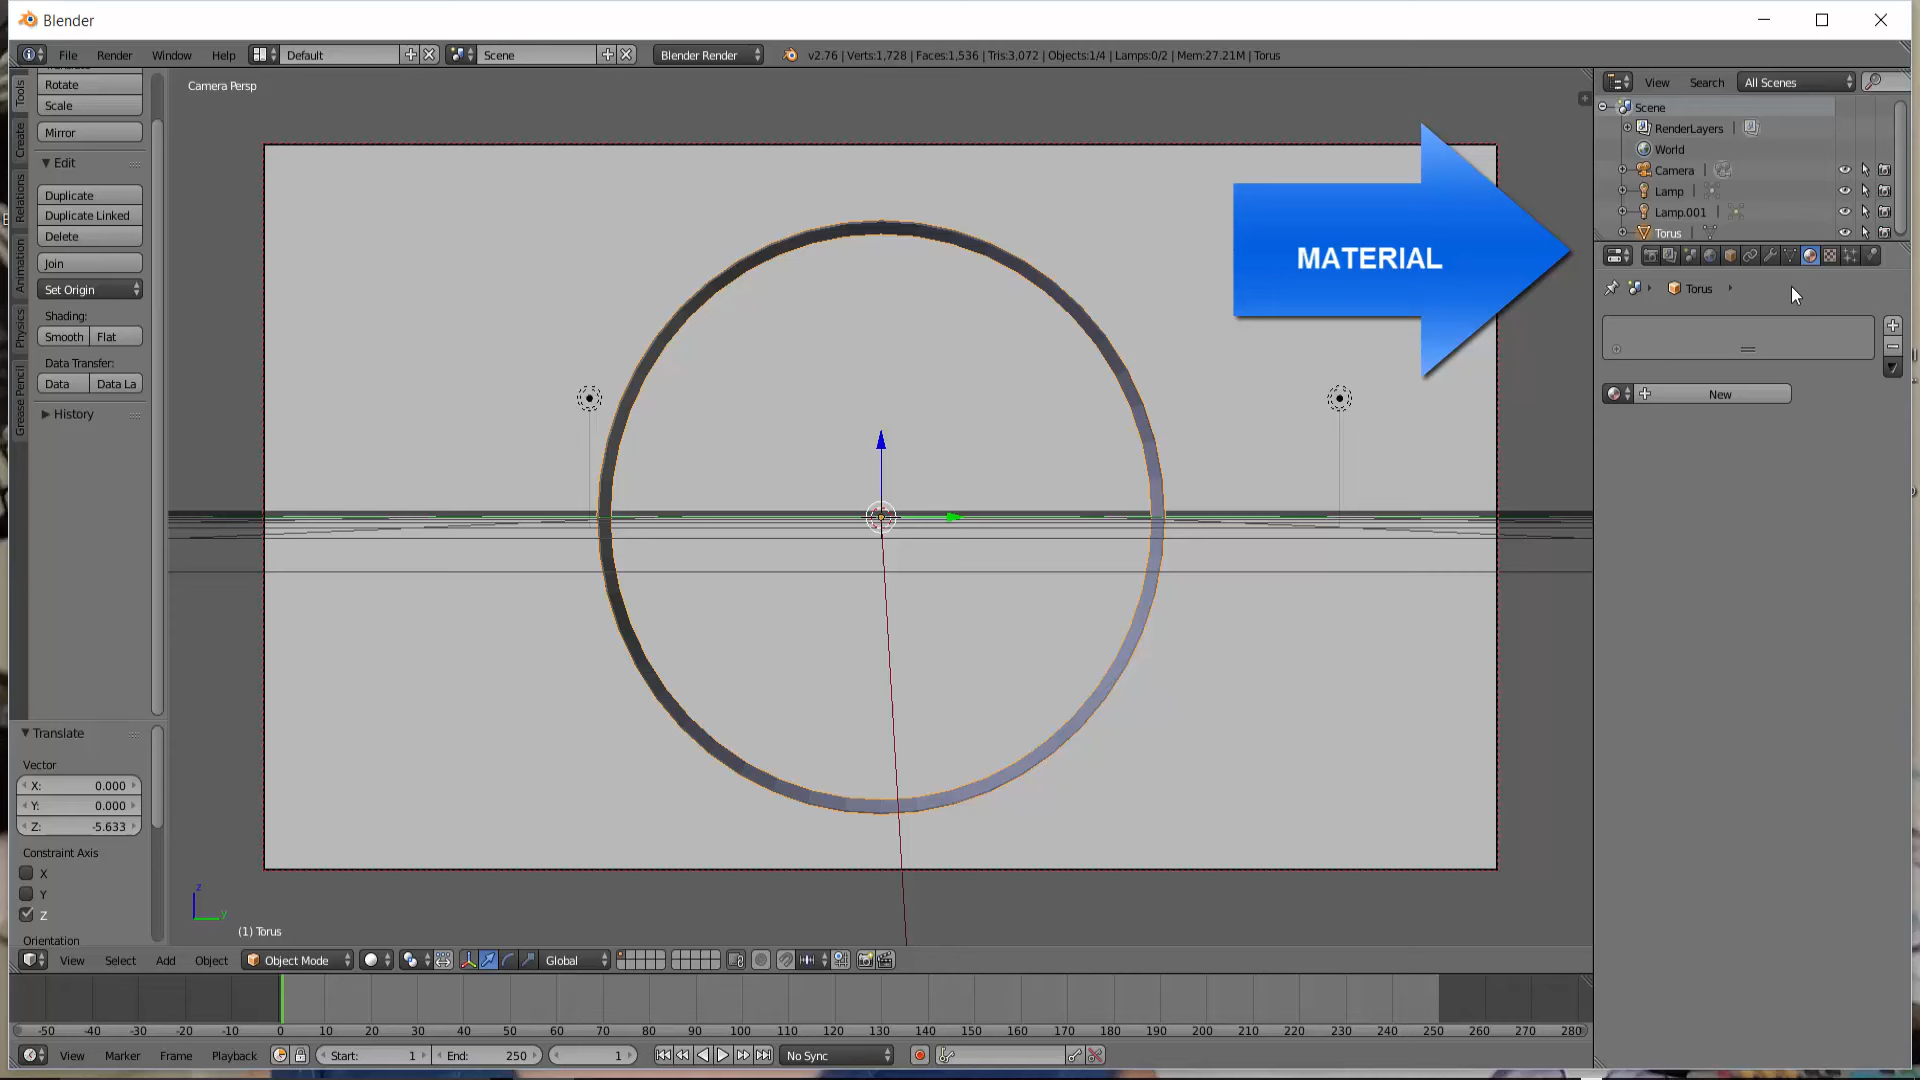 Blender
File Render Window Help Default Scene Blender Render v2.76 | Verts:1,728 | Faces:1,536 | Tris:3,072 | Objects:1/4 | Lamps:0/2 | Mem:27.21M | Torus
Tools
Create
Relations
Animation
Physics
Grease Pencil
Rotate
Scale
Mirror
Edit
Duplicate
Duplicate Linked
Delete
Join
Set Origin
Shading:
Smooth Flat
Data Transfer:
Data Data La
History
Translate
Vector
X: 0.000
Y: 0.000
Z: -5.633
Constraint Axis
X
Y
Z
Orientation
Camera Persp
MATERIAL
z
y
(1) Torus
View Search All Scenes
Scene
RenderLayers
World
Camera
Lamp
Lamp.001
Torus
Torus
New
View Select Add Object Object Mode Global
-50 -40 -30 -20 -10 0 10 20 30 40 50 60 70 80 90 100 110 120 130 140 150 160 170 180 190 200 210 220 230 240 250 260 270 280
View Marker Frame Playback Start: 1 End: 250 1 No Sync